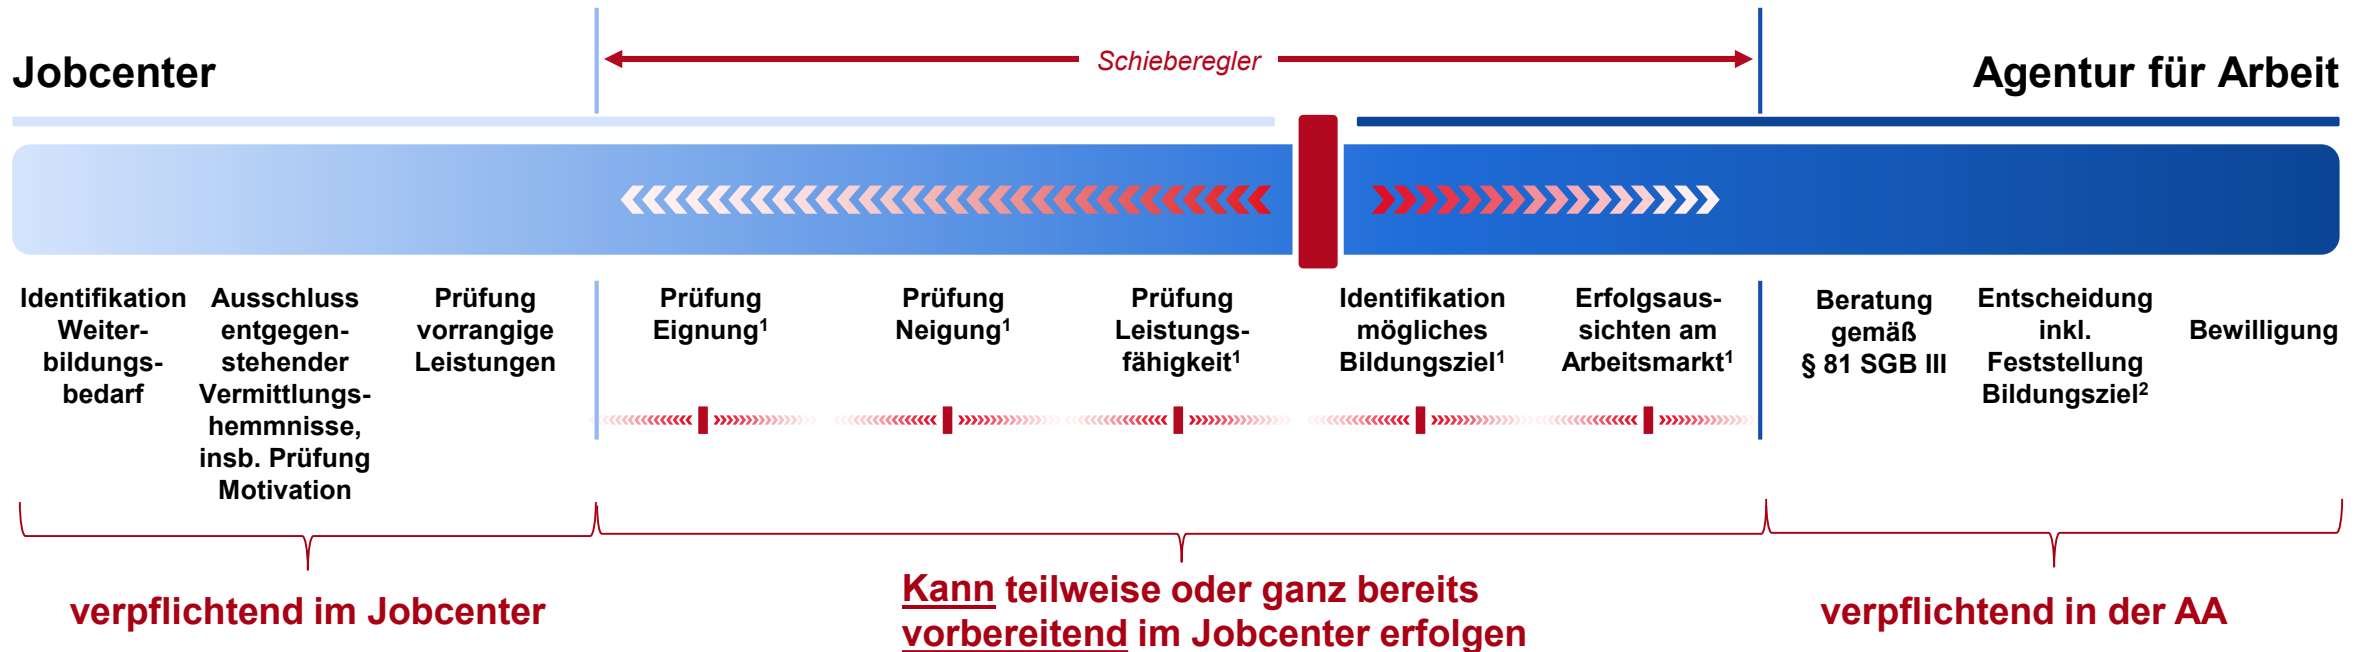 Jobcenter
Schieberegler
Agentur für Arbeit
Identifikation
Weiter-
bildungs-
bedarf
Ausschluss
entgegen-
stehender
Vermittlungs-
hemmnisse,
insb. Prüfung
Motivation
Prüfung
vorrangige
Leistungen
Prüfung
Eignung¹
Prüfung
Neigung¹
Prüfung
Leistungs-
fähigkeit¹
Identifikation
mögliches
Bildungsziel¹
Erfolgsaus-
sichten am
Arbeitsmarkt¹
Beratung
gemäß
§ 81 SGB III
Entscheidung
inkl.
Feststellung
Bildungsziel²
Bewilligung
verpflichtend im Jobcenter
Kann teilweise oder ganz bereits
vorbereitend im Jobcenter erfolgen
verpflichtend in der AA